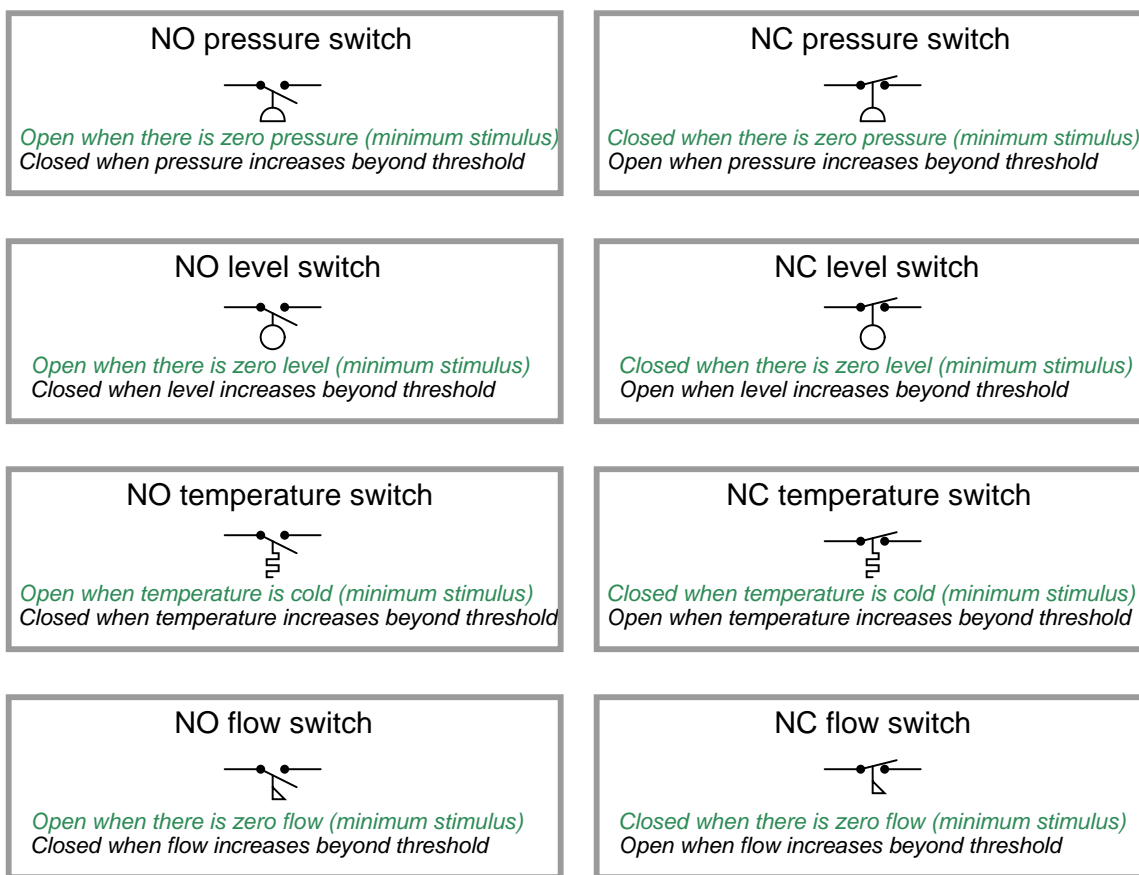 NO pressure switch
Open when there is zero pressure (minimum stimulus)
Closed when pressure increases beyond threshold
NC pressure switch
Closed when there is zero pressure (minimum stimulus)
Open when pressure increases beyond threshold
NO level switch
Open when there is zero level (minimum stimulus)
Closed when level increases beyond threshold
NC level switch
Closed when there is zero level (minimum stimulus)
Open when level increases beyond threshold
NO temperature switch
Open when temperature is cold (minimum stimulus)
Closed when temperature increases beyond threshold
NC temperature switch
Closed when temperature is cold (minimum stimulus)
Open when temperature increases beyond threshold
NO flow switch
Open when there is zero flow (minimum stimulus)
Closed when flow increases beyond threshold
NC flow switch
Closed when there is zero flow (minimum stimulus)
Open when flow increases beyond threshold